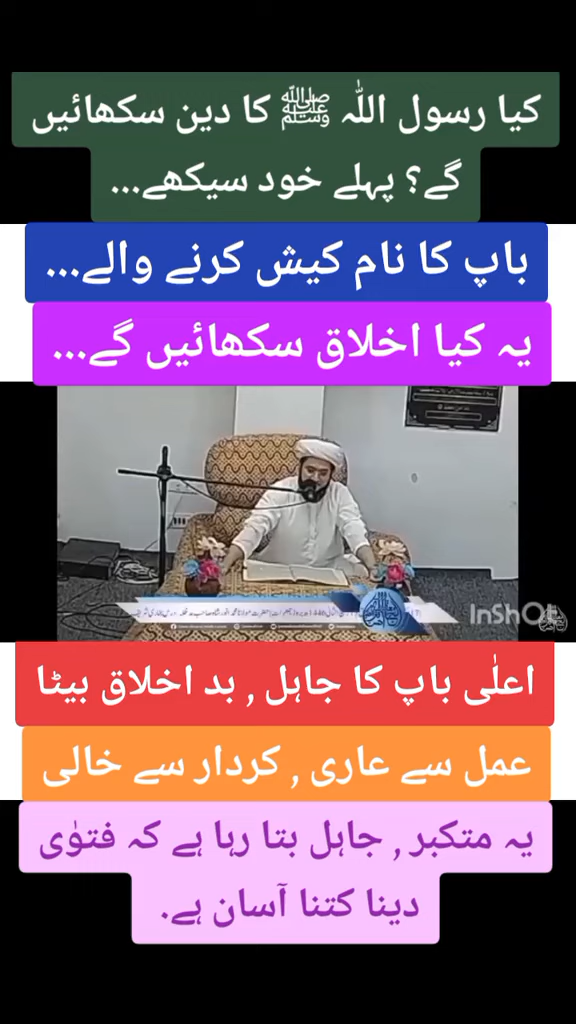 کیا رسول اللّٰہ ﷺ کا دین سکھائیں
گے؟ پہلے خود سیکھے...
باپ کا نام کیش کرنے والے...
یہ کیا اخلاق سکھائیں گے...
InShO
اعلٰی باپ کا جاہل , بد اخلاق بیٹا
عمل سے عاری , کردار سے خالی
یہ متکبر , جاہل بتا رہا ہے کہ فتوٰی
دینا کتنا آسان ہے.